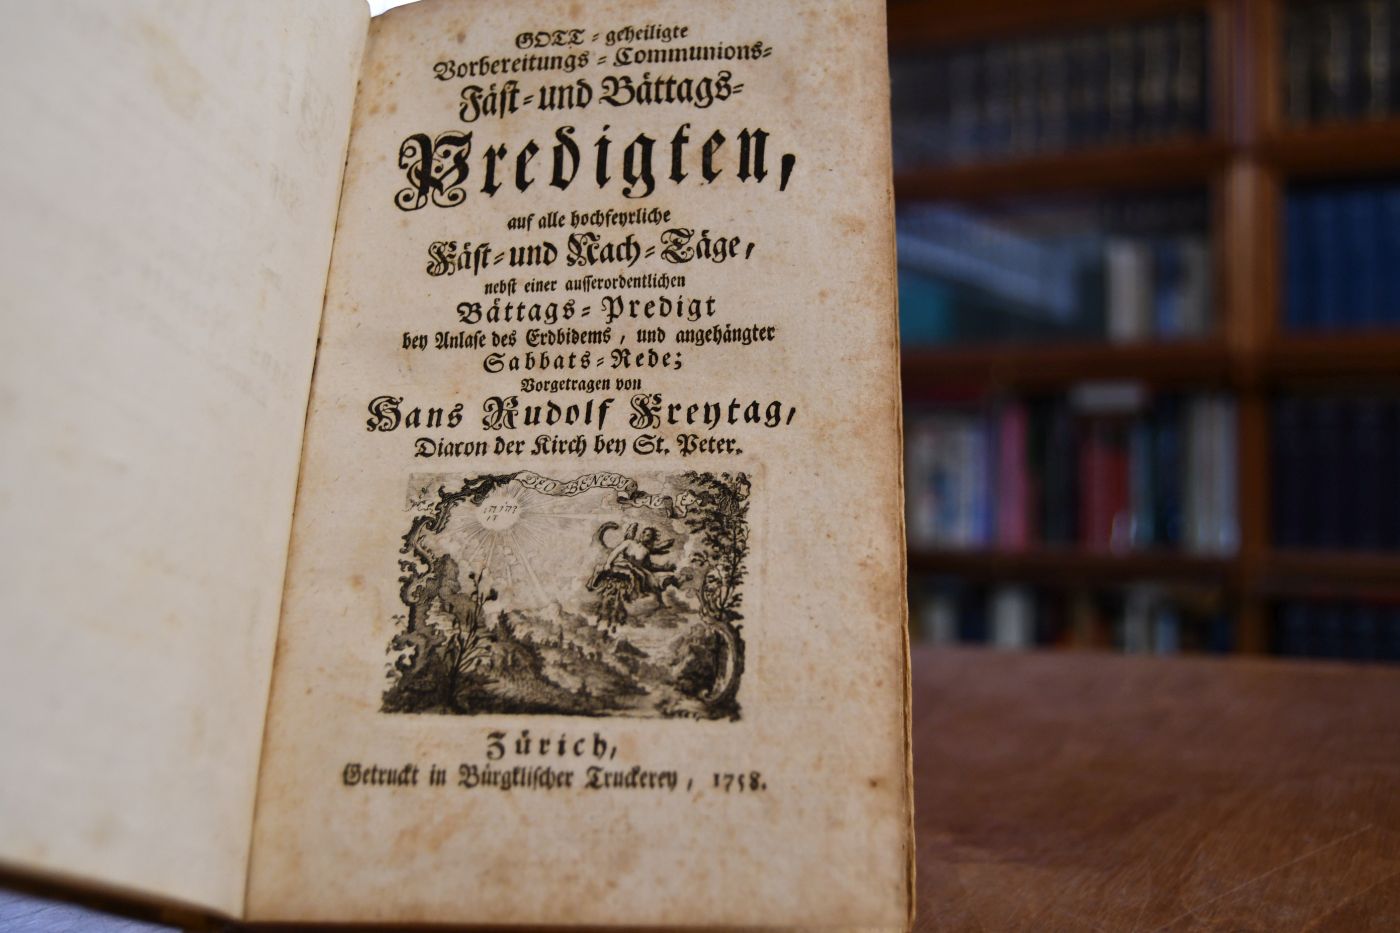 GOTT-geheiligte
Vorbereitungs-Communions-
Fäst-und Bättags-
Predigten,
auf alle hochfeyrliche
Fäst-und Nach-Täge,
nebst einer ausserordentlichen
Bättags-Predigt
bey Anlase des Erdbidems, und angehängter
Sabbats-Rede;
Vorgetragen von
Hans Rudolf Freytag,
Diacon der Kirch bey St. Peter.
DEO BENEDI
Zürich,
Getruckt in Bürgklischer Truckerey, 1758.